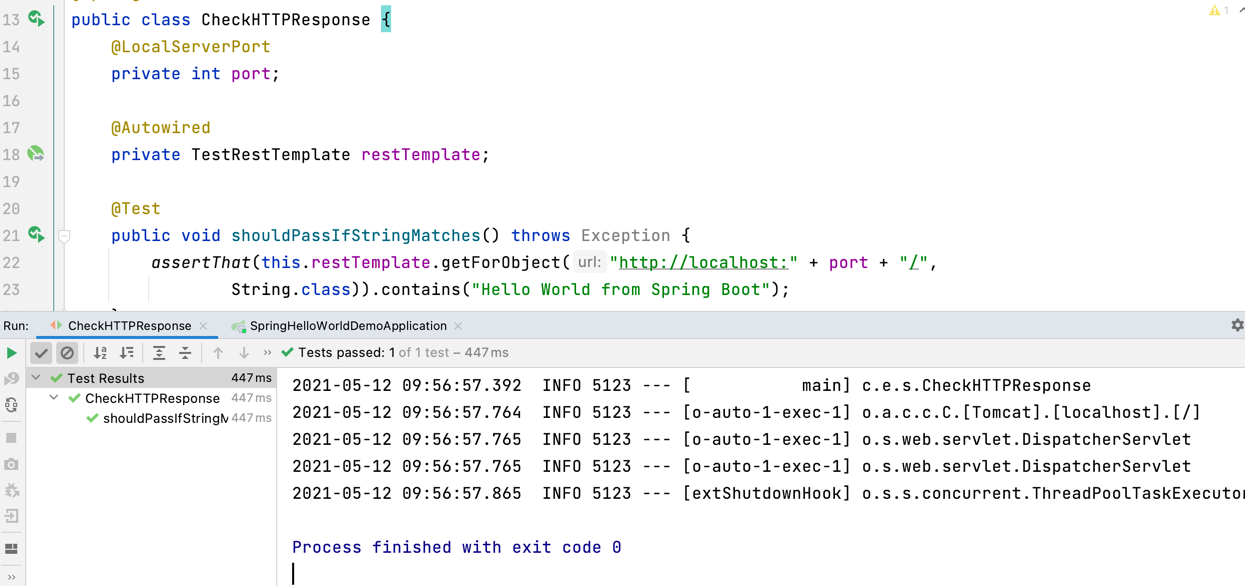 13 public class CheckHTTPResponse {
1
14 @LocalServerPort
15 private int port;
16
17 @Autowired
18 private TestRestTemplate restTemplate;
19
20 @Test
21 public void shouldPassIfStringMatches() throws Exception {
22 assertThat(this.restTemplate.getForObject( url: "http://localhost:" + port + "/",
23 String.class)).contains("Hello World from Spring Boot");
Run: CheckHTTPResponse × SpringHelloWorldDemoApplication ×
» Tests passed: 1 of 1 test – 447 ms
Test Results 447 ms
CheckHTTPResponse 447 ms
shouldPassIfStringM 447 ms
2021-05-12 09:56:57.392 INFO 5123 --- [ main] c.e.s.CheckHTTPResponse
2021-05-12 09:56:57.764 INFO 5123 --- [o-auto-1-exec-1] o.a.c.c.C.[Tomcat].[localhost].[/]
2021-05-12 09:56:57.765 INFO 5123 --- [o-auto-1-exec-1] o.s.web.servlet.DispatcherServlet
2021-05-12 09:56:57.765 INFO 5123 --- [o-auto-1-exec-1] o.s.web.servlet.DispatcherServlet
2021-05-12 09:56:57.865 INFO 5123 --- [extShutdownHook] o.s.s.concurrent.ThreadPoolTaskExecutor
Process finished with exit code 0
»